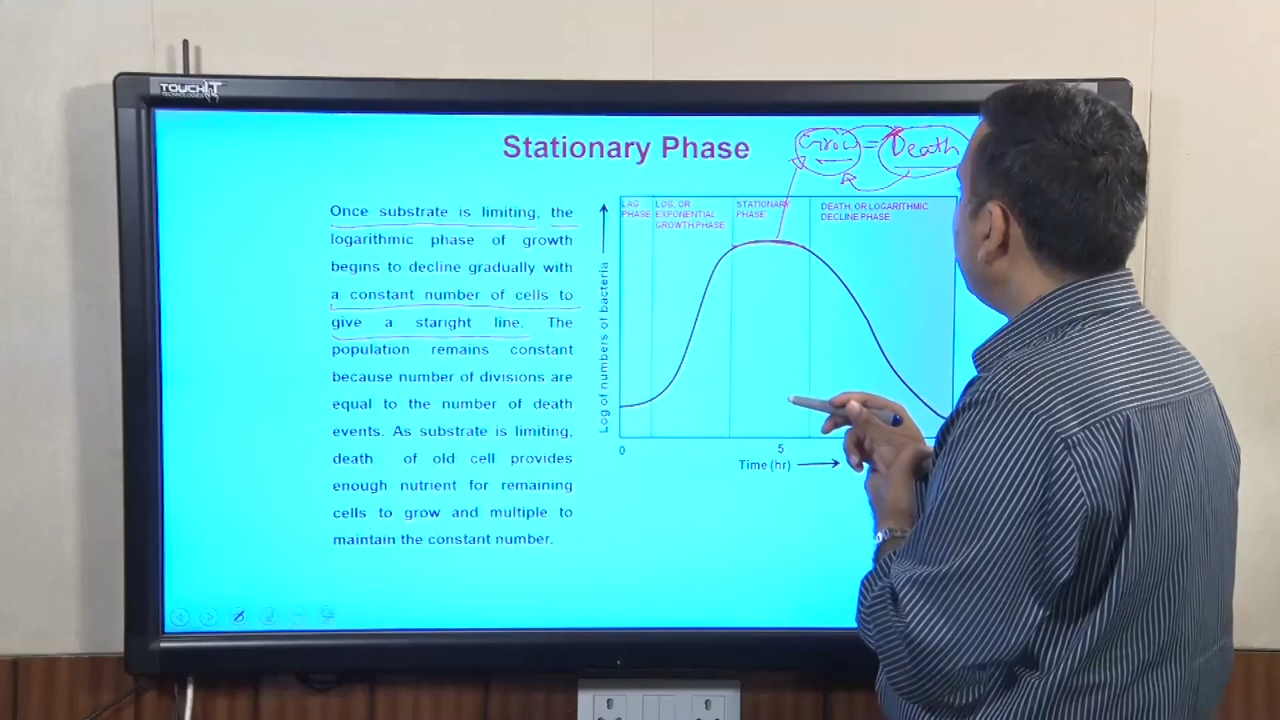 TOUCHIT
TECHNOLOGIES
Stationary Phase
Grow = Death
Once substrate is limiting, the
logarithmic phase of growth
begins to decline gradually with
a constant number of cells to
give a staright line. The
population remains constant
because number of divisions are
equal to the number of death
events. As substrate is limiting,
death of old cell provides
enough nutrient for remaining
cells to grow and multiple to
maintain the constant number.
LAG
PHASE
LOG, OR
EXPONENTIAL
GROWTH PHASE
STATIONARY
PHASE
DEATH, OR LOGARITHMIC
DECLINE PHASE
Log of numbers of bacteria
0
5
Time (hr)